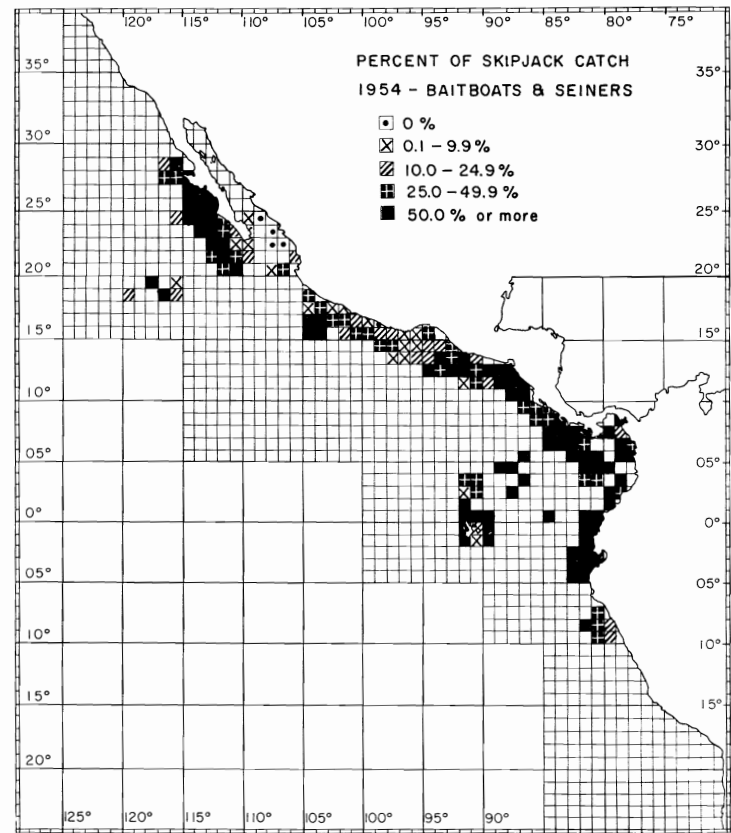 120° 115° 110° 105° 100° 95° 90° 85° 80° 75°
PERCENT OF SKIPJACK CATCH
1954 - BAITBOATS & SEINERS
0 %
0.1 - 9.9 %
10.0 - 24.9 %
25.0 - 49.9 %
50.0 % or more
35° 35°
30° 30°
25° 25°
20° 20°
15° 15°
10°
05° 05°
0° 0°
05° 05°
10° 10°
15° 15°
20°
125° 120° 115° 110° 105° 100° 95° 90°